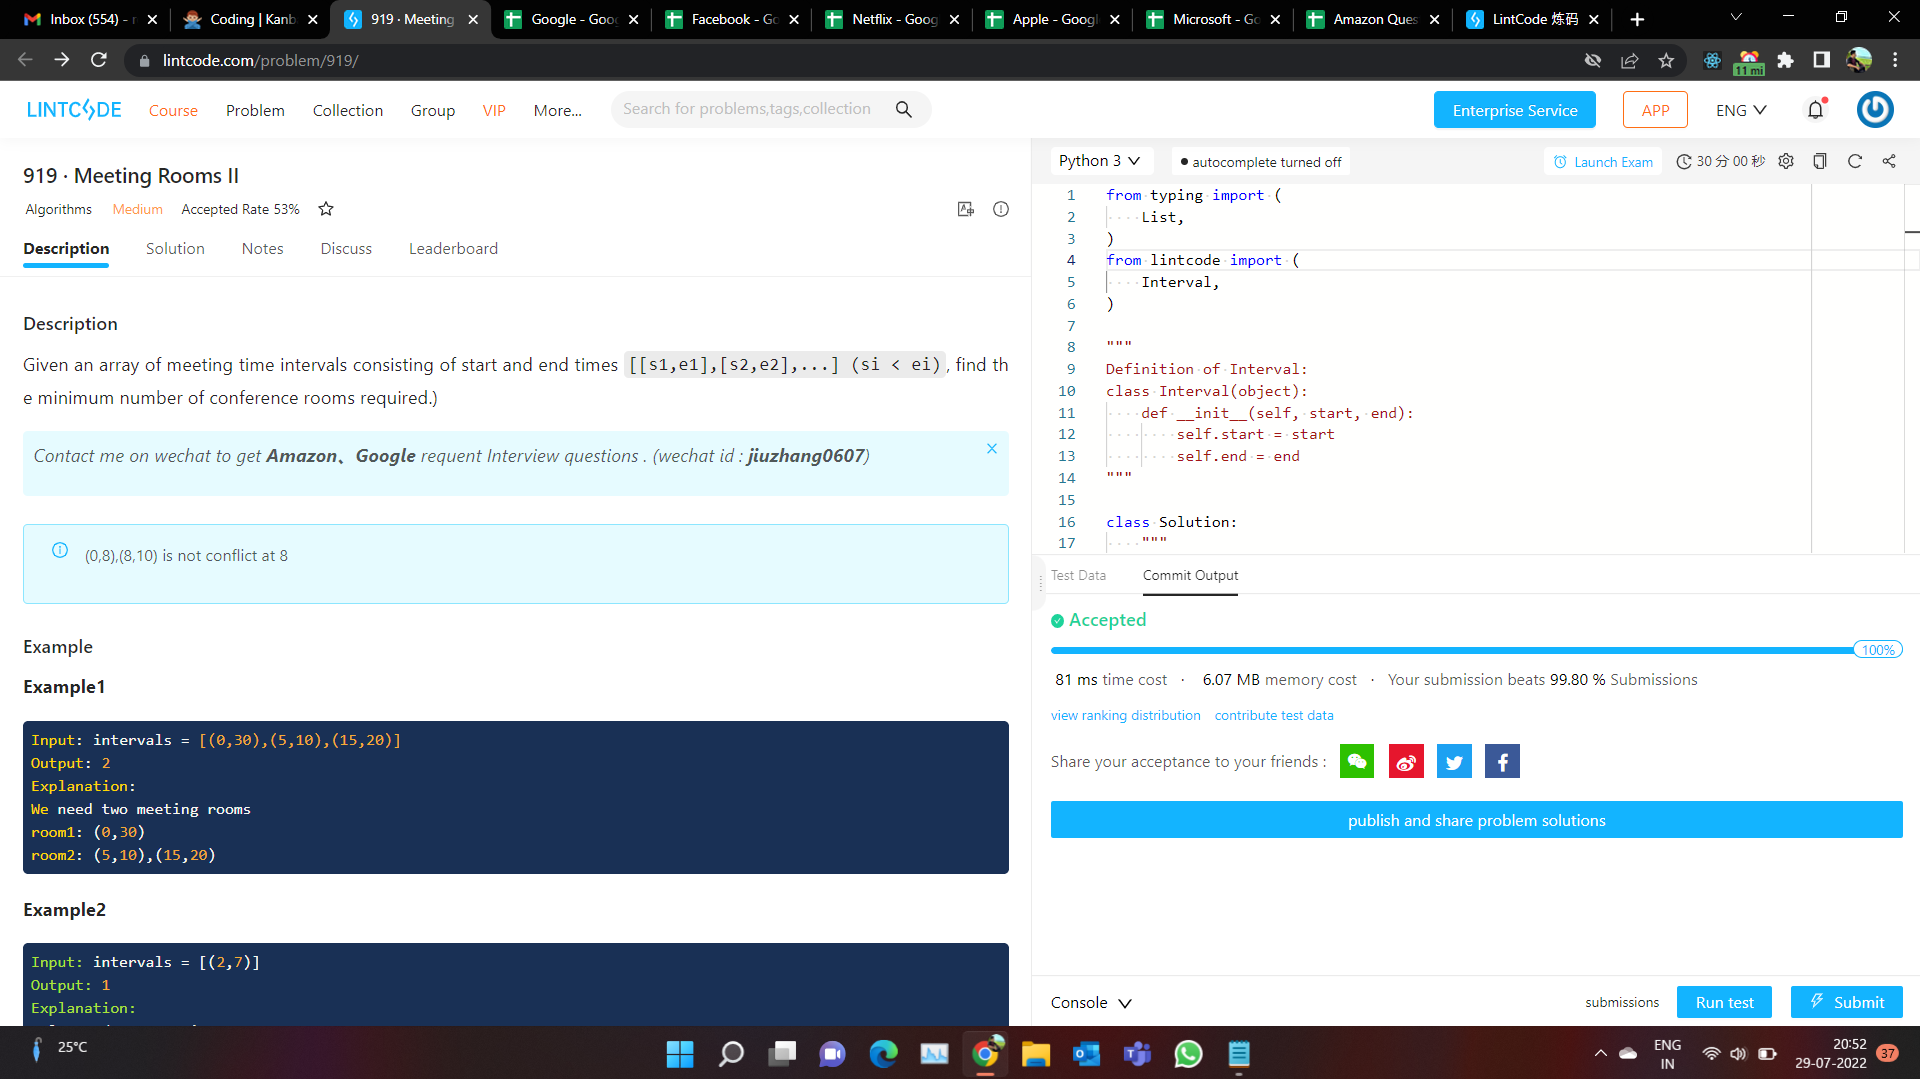 Inbox (554) - r
Coding | Kanb
919 · Meeting
Google - Goog
Facebook - Go
Netflix - Goog
Apple - Google
Microsoft - Go
Amazon Ques
LintCode 炼码
lintcode.com/problem/919/
11 mi
LINTCODE
Course
Problem
Collection
Group
VIP
More...
Search for problems,tags,collection
Enterprise Service
APP
ENG
919 · Meeting Rooms II
Algorithms Medium Accepted Rate 53%
Description Solution Notes Discuss Leaderboard
Description
Given an array of meeting time intervals consisting of start and end times [[s1,e1],[s2,e2],...] (si < ei), find th
e minimum number of conference rooms required.)
Contact me on wechat to get Amazon、Google requent Interview questions . (wechat id : jiuzhang0607)
(0,8),(8,10) is not conflict at 8
Example
Example1
Input: intervals = [(0,30),(5,10),(15,20)]
Output: 2
Explanation:
We need two meeting rooms
room1: (0,30)
room2: (5,10),(15,20)
Example2
Input: intervals = [(2,7)]
Output: 1
Explanation:
Python 3
autocomplete turned off
Launch Exam
30 分 00 秒
1 from typing import (
2 List,
3 )
4 from lintcode import (
5 Interval,
6 )
7
8 """
9 Definition of Interval:
10 class Interval(object):
11 def __init__(self, start, end):
12 self.start = start
13 self.end = end
14 """
15
16 class Solution:
17 """
Test Data Commit Output
Accepted
100%
81 ms time cost · 6.07 MB memory cost · Your submission beats 99.80 % Submissions
view ranking distribution contribute test data
Share your acceptance to your friends :
publish and share problem solutions
Console
submissions
Run test
Submit
25°C
ENG
IN
20:52
29-07-2022
37